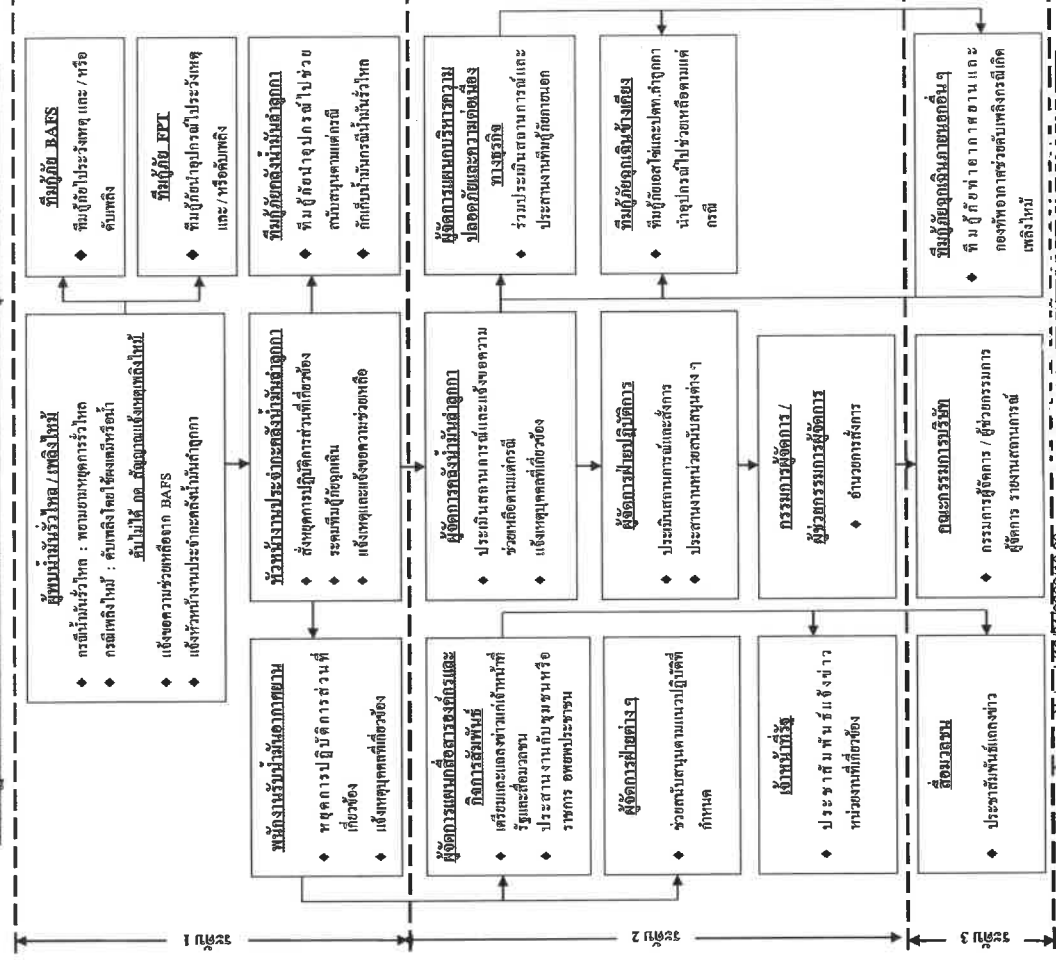 ระดับ 1
ผู้พบน้ำมันรั่วไหล / เพลิงไหม้
กรณีน้ำมันรั่วไหล : พยายามหยุดการรั่วไหล
กรณีเพลิงไหม้ : ดับเพลิงโดยใช้ผงเคมีหรือน้ำ
ดับไม่ได้ กด สัญญาณแจ้งเหตุเพลิงไหม้
แจ้งขอความช่วยเหลือจาก BAFS
แจ้งหัวหน้างานประจำกะคลังน้ำมันลำลูกกา
ทีมกู้ภัย BAFS
ทีมกู้ภัยไประงับเหตุ และ / หรือ
ดับเพลิง
ทีมกู้ภัย FPT
ทีมกู้ภัยนำอุปกรณ์ไประงับเหตุ
และ / หรือดับเพลิง
พนักงานรับน้ำมันอากาศยาน
หยุดการปฏิบัติการส่วนที่
เกี่ยวข้อง
แจ้งเหตุบุคคลที่เกี่ยวข้อง
หัวหน้างานประจำกะคลังน้ำมันลำลูกกา
สั่งหยุดการปฏิบัติการส่วนที่เกี่ยวข้อง
ระดมทีมกู้ภัยฉุกเฉิน
แจ้งเหตุและแจ้งขอความช่วยเหลือ
ทีมกู้ภัยคลังน้ำมันลำลูกกา
ทีมกู้ภัยนำอุปกรณ์ไปช่วย
สนับสนุนตามแต่กรณี
กักเก็บน้ำมันกรณีน้ำมันรั่วไหล
ระดับ 2
ผู้จัดการแผนกสื่อสารองค์กรและ
กิจการสัมพันธ์
เตรียมและแถลงข่าวแก่เจ้าหน้าที่
รัฐและสื่อมวลชน
ประสานงานกับชุมชนหรือ
ราชการ อพยพประชาชน
ผู้จัดการคลังน้ำมันลำลูกกา
ประเมินสถานการณ์และแจ้งขอความ
ช่วยเหลือตามแต่กรณี
แจ้งเหตุบุคคลที่เกี่ยวข้อง
ผู้จัดการแผนกบริหารความ
ปลอดภัยและความต่อเนื่อง
ทางธุรกิจ
ร่วมประเมินสถานการณ์และ
ประสานงานทีมกู้ภัยภายนอก
ผู้จัดการฝ่ายต่าง ๆ
ช่วยสนับสนุนตามแนวปฏิบัติที่
กำหนด
ผู้จัดการฝ่ายปฏิบัติการ
ประเมินสถานการณ์และสั่งการ
ประสานงานหน่วยสนับสนุนต่าง ๆ
ทีมกู้ภัยฉุกเฉินข้างเคียง
ทีมกู้ภัยเอสโซ่และปตท.ลำลูกกา
นำอุปกรณ์ไปช่วยเหลือตามแต่
กรณี
เจ้าหน้าที่รัฐ
ประชาสัมพันธ์แจ้งข่าว
หน่วยงานที่เกี่ยวข้อง
กรรมการผู้จัดการ /
ผู้ช่วยกรรมการผู้จัดการ
อำนวยการสั่งการ
ระดับ 3
สื่อมวลชน
ประชาสัมพันธ์แถลงข่าว
คณะกรรมการบริษัท
กรรมการผู้จัดการ / ผู้ช่วยกรรมการ
ผู้จัดการ รายงานสถานการณ์
ทีมกู้ภัยฉุกเฉินภายนอกอื่น ๆ
ทีมกู้ภัยท่าอากาศยานและ
กองทัพอากาศช่วยดับเพลิงกรณีเกิด
เพลิงไหม้